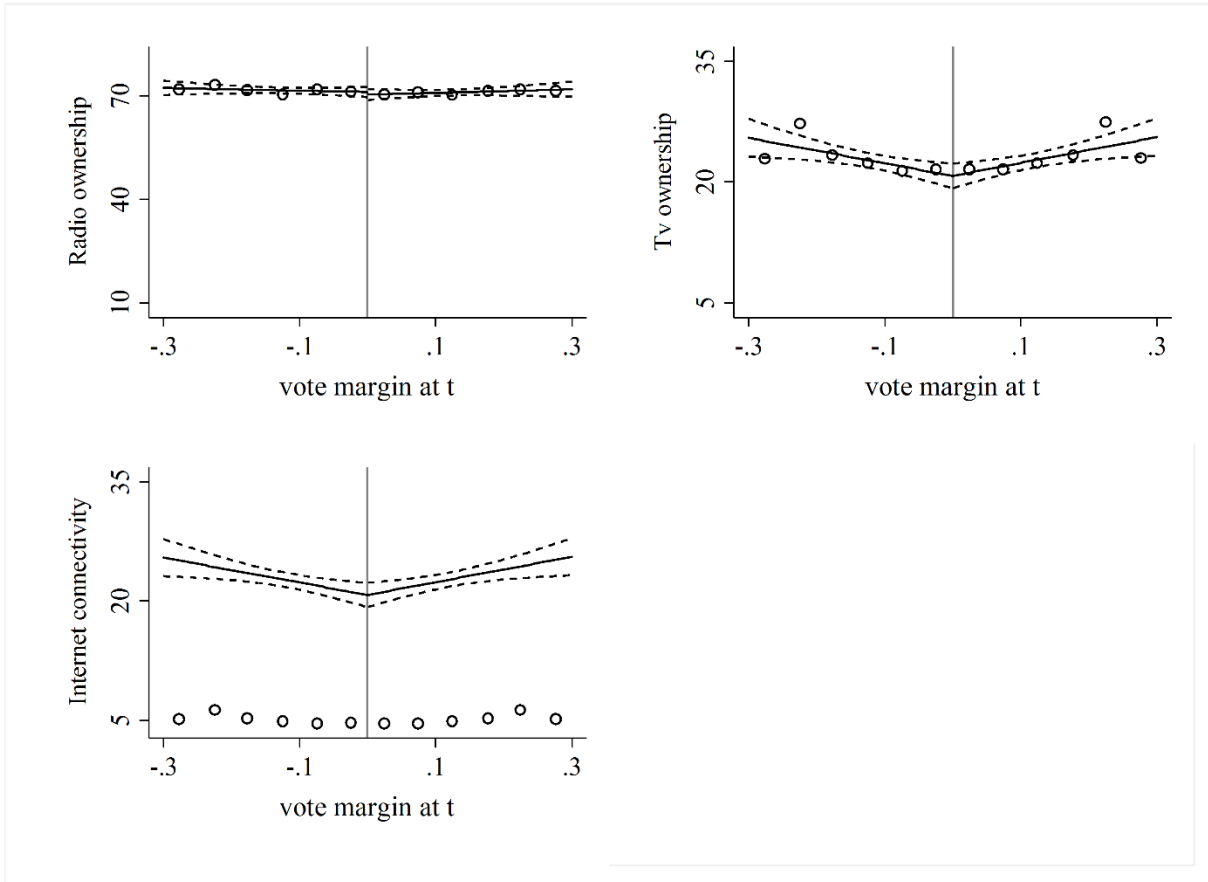 Radio ownership
70
40
10
-.3 -.1 .1 .3
vote margin at t
Tv ownership
35
20
5
-.3 -.1 .1 .3
vote margin at t
Internet connectivity
35
20
5
-.3 -.1 .1 .3
vote margin at t